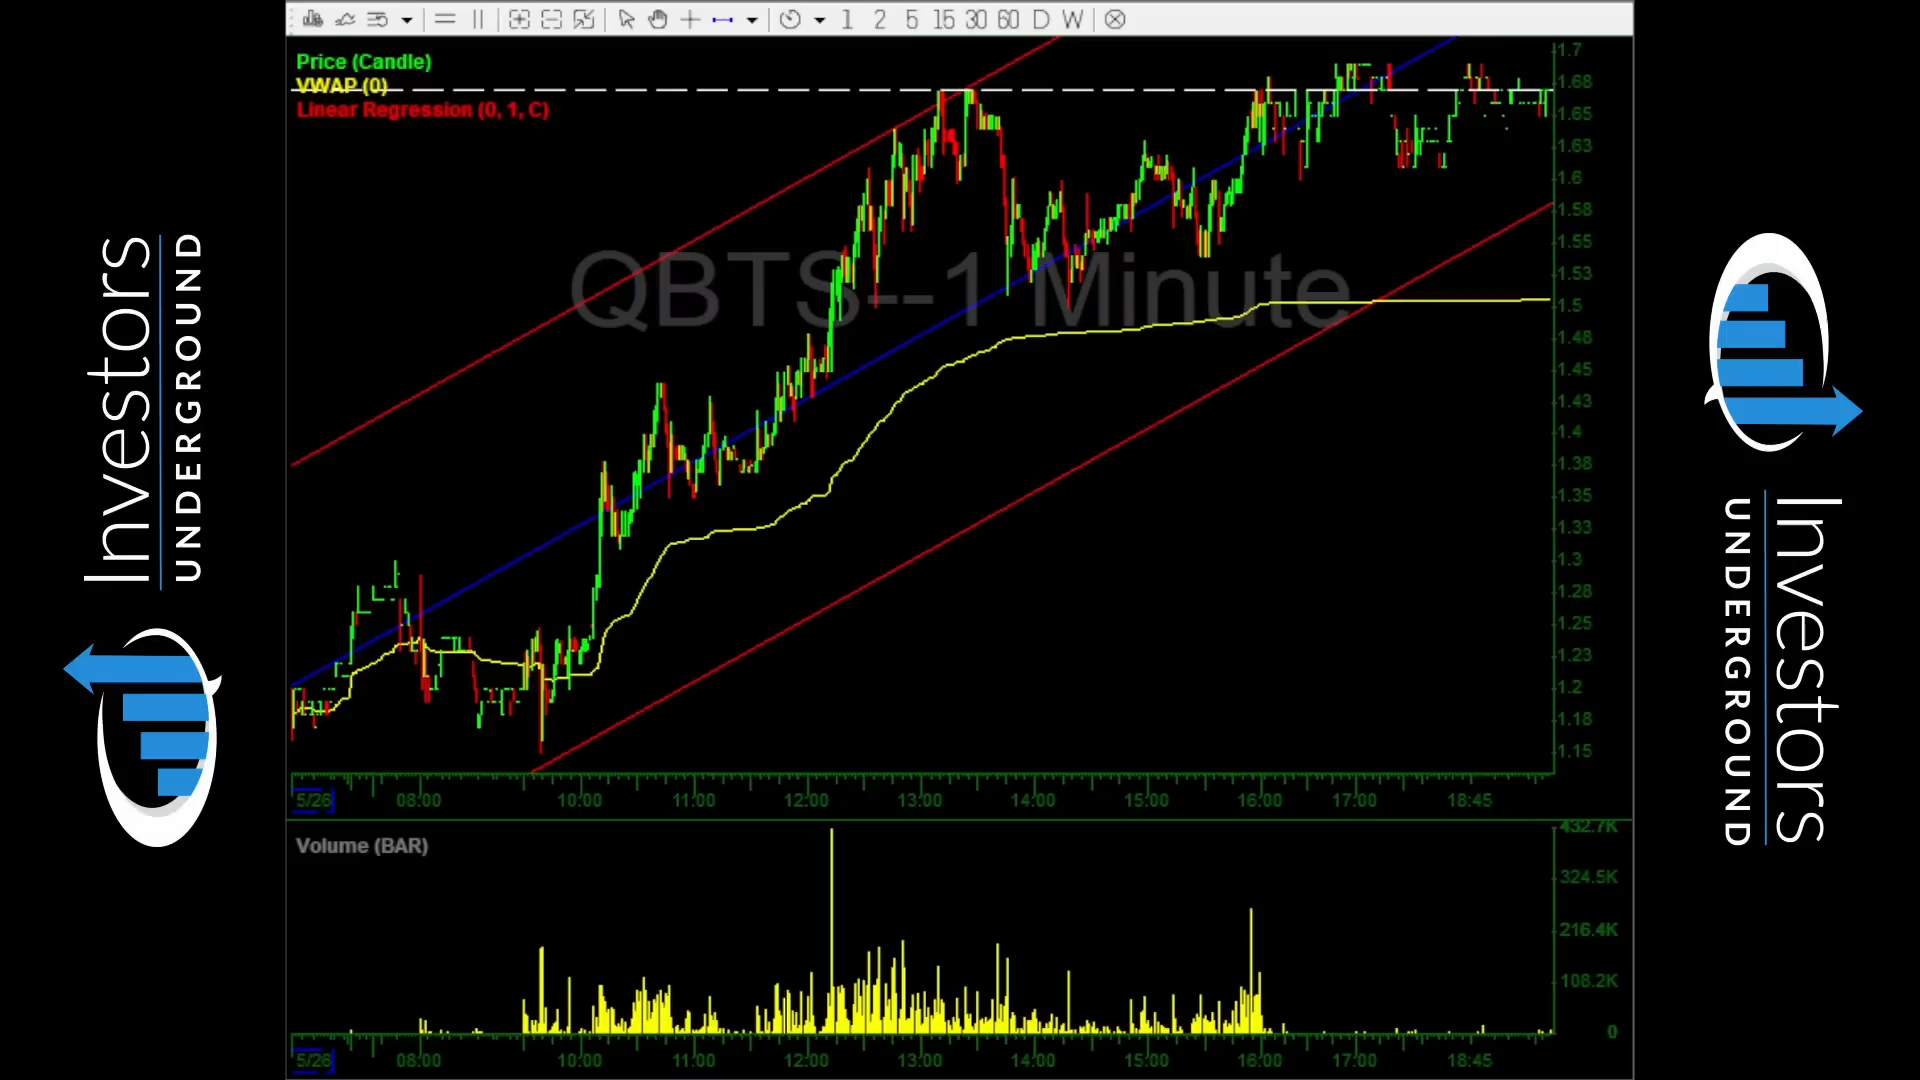 1 2 5 15 30 60 D W
Price (Candle)
VWAP (0)
Linear Regression (0, 1, C)
QBTS--1 Minute
1.7
1.68
1.65
1.63
1.6
1.58
1.55
1.53
1.5
1.48
1.45
1.43
1.4
1.38
1.35
1.33
1.3
1.28
1.25
1.23
1.2
1.18
1.15
5/26 08:00 10:00 11:00 12:00 13:00 14:00 15:00 16:00 17:00 18:45
Volume (BAR)
432.7K
324.5K
216.4K
108.2K
0
5/26 08:00 10:00 11:00 12:00 13:00 14:00 15:00 16:00 17:00 18:45
Investors
UNDERGROUND
Investors
UNDERGROUND